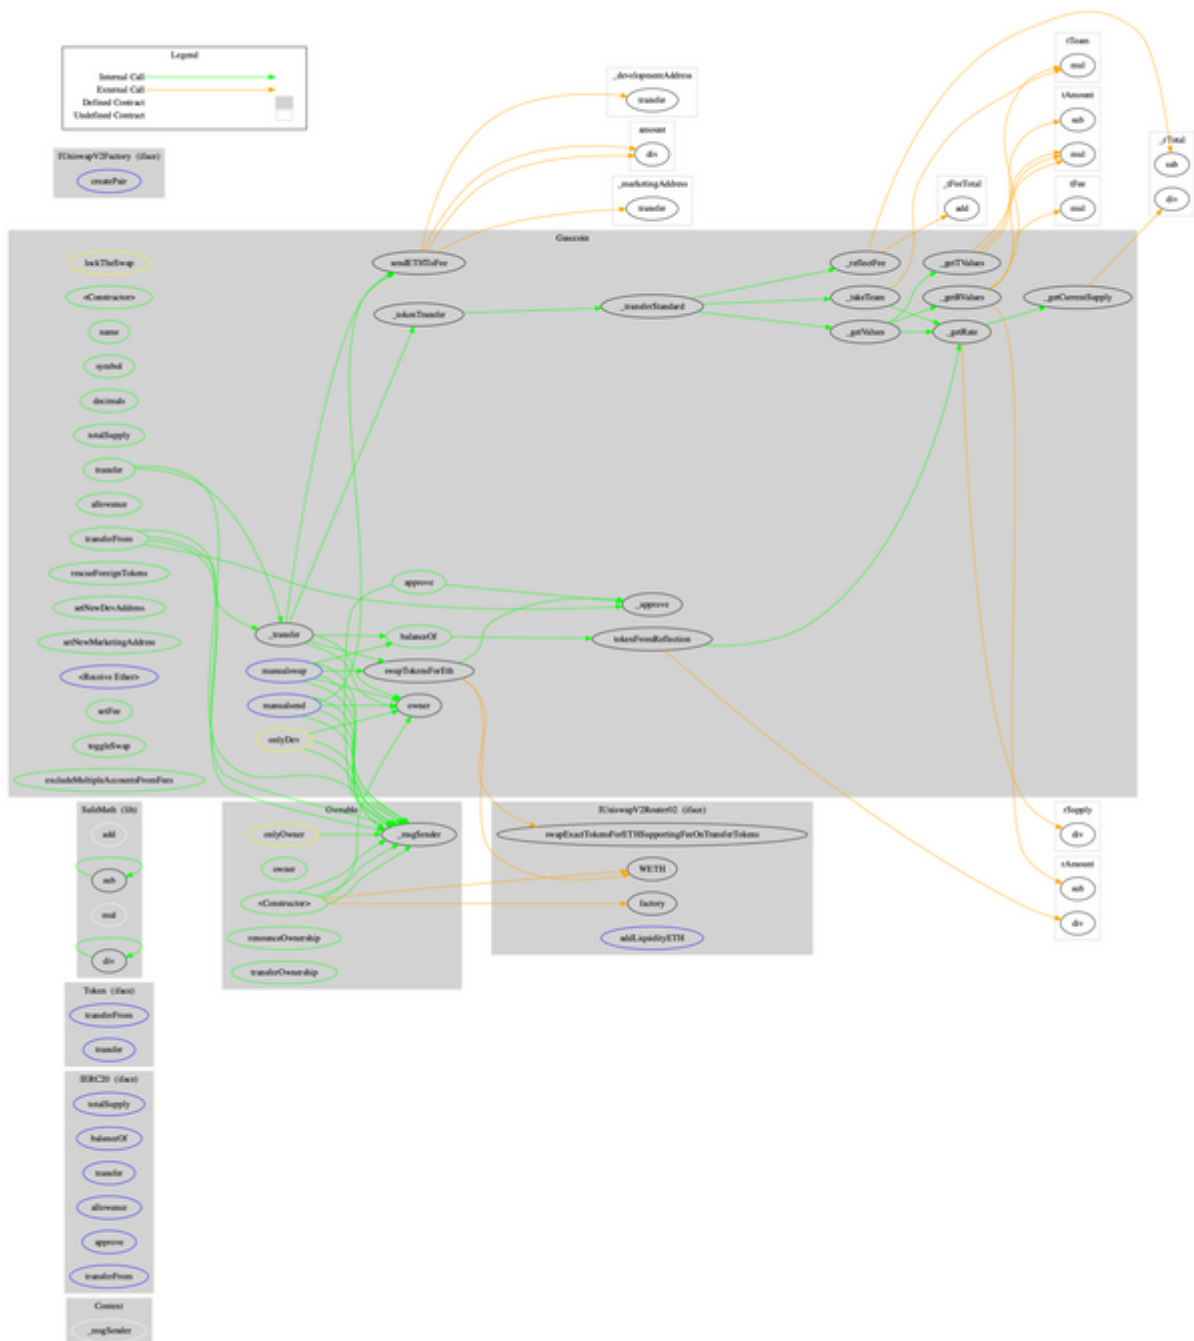 Legend
Internal Call
External Call
Defined Contract
Undefined Contract
IUniswapV2Factory (iface)
createPair
_developmentAddress
transfer
amount
div
_marketingAddress
transfer
_tFeeTotal
add
tTeam
mul
tAmount
sub
mul
tFee
mul
_rTotal
sub
div
lockTheSwap
<Constructor>
name
symbol
decimals
totalSupply
transfer
allowance
transferFrom
rescueForeignTokens
setNewDevAddress
setNewMarketingAddress
<Receive Ether>
setFee
toggleSwap
excludeMultipleAccountsFromFees
_transfer
manualswap
manualsend
onlyDev
sendETHToFee
_tokenTransfer
approve
balanceOf
swapTokensForEth
owner
_transferStandard
_approve
tokenFromReflection
_reflectFee
_takeTeam
_getValues
_getTValues
_getRValues
_getRate
_getCurrentSupply
SafeMath (lib)
add
sub
mul
div
Ownable
onlyOwner
owner
<Constructor>
renounceOwnership
transferOwnership
_msgSender
IUniswapV2Router02 (iface)
swapExactTokensForETHSupportingFeeOnTransferTokens
WETH
factory
addLiquidityETH
rSupply
div
rAmount
sub
div
Token (iface)
transferFrom
transfer
IERC20 (iface)
totalSupply
balanceOf
transfer
allowance
approve
transferFrom
Context
_msgSender